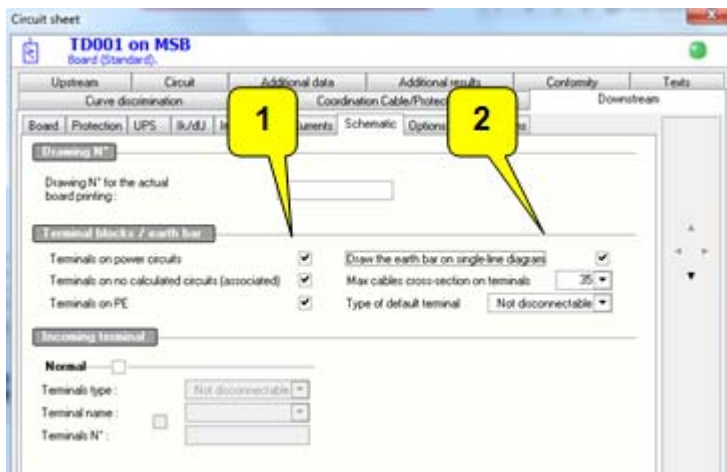 Circuit sheet
TD001 on MSB
Board (Standard).
Upstream Circuit Additional data Additional results Conformity Texts
Curve discrimination Coordination Cable/Protec Downstream
Board Protection UPS Ik/dU urrents Schematic Options
1
2
Drawing N°
Drawing N° for the actual
board printing :
Terminal blocks / earth bar
Terminals on power circuits Draw the earth bar on single-line diagram
Terminals on no calculated circuits (associated) Max cables cross-section on terminals 35
Terminals on PE Type of default terminal Not disconnectable
Incoming terminal
Normal
Terminals type : Not disconnectable
Terminal name :
Terminals N° :